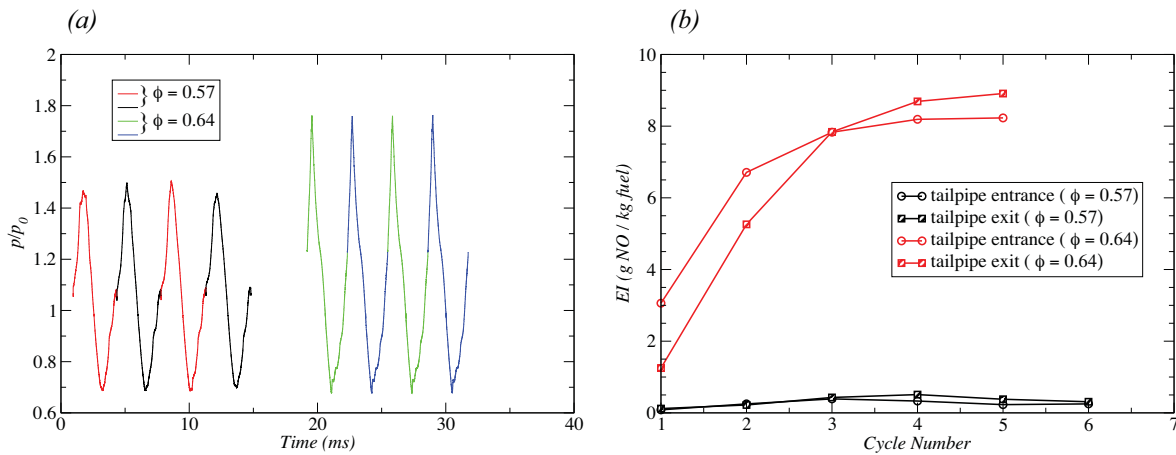 (a)
2
1.8
1.6
1.4
1.2
1
0.8
0.6
p/p0
} ϕ = 0.57
} ϕ = 0.64
0 10 20 30 40
Time (ms)
(b)
10
8
6
4
2
0
EI (g NO / kg fuel)
tailpipe entrance ( ϕ = 0.57)
tailpipe exit ( ϕ = 0.57)
tailpipe entrance ( ϕ = 0.64)
tailpipe exit ( ϕ = 0.64)
1 2 3 4 5 6 7
Cycle Number